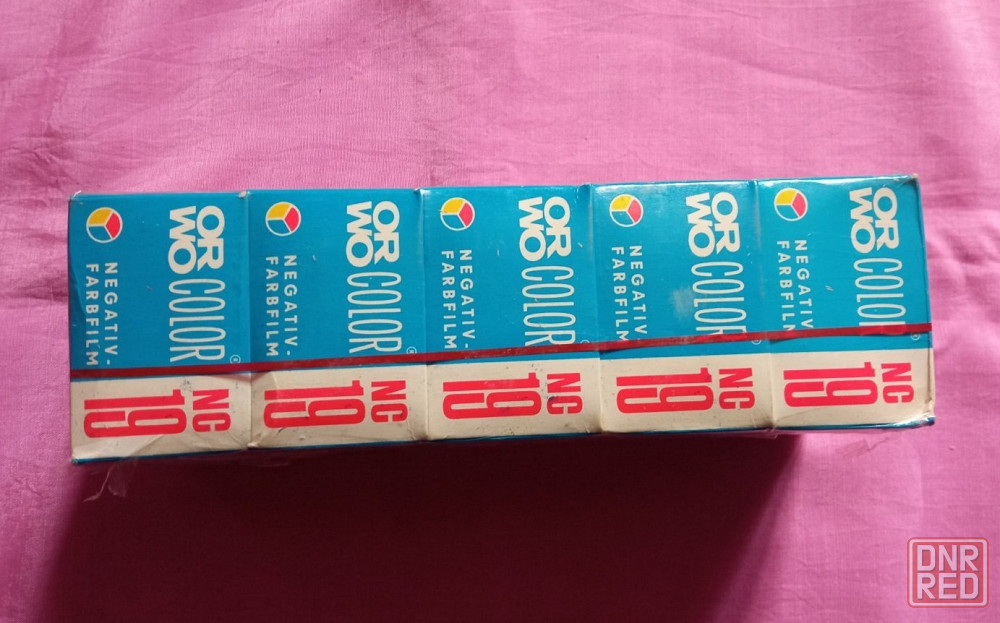 ORWO COLOR®
NEGATIV-
FARBFILM
NC
19
ORWO COLOR®
NEGATIV-
FARBFILM
NC
19
ORWO COLOR®
NEGATIV-
FARBFILM
NC
19
ORWO COLOR
NEGATIV-
FARBFILM
NC
19
ORWO COLOR®
NEGATIV-
FARBFILM
NC
19
DNR
RED